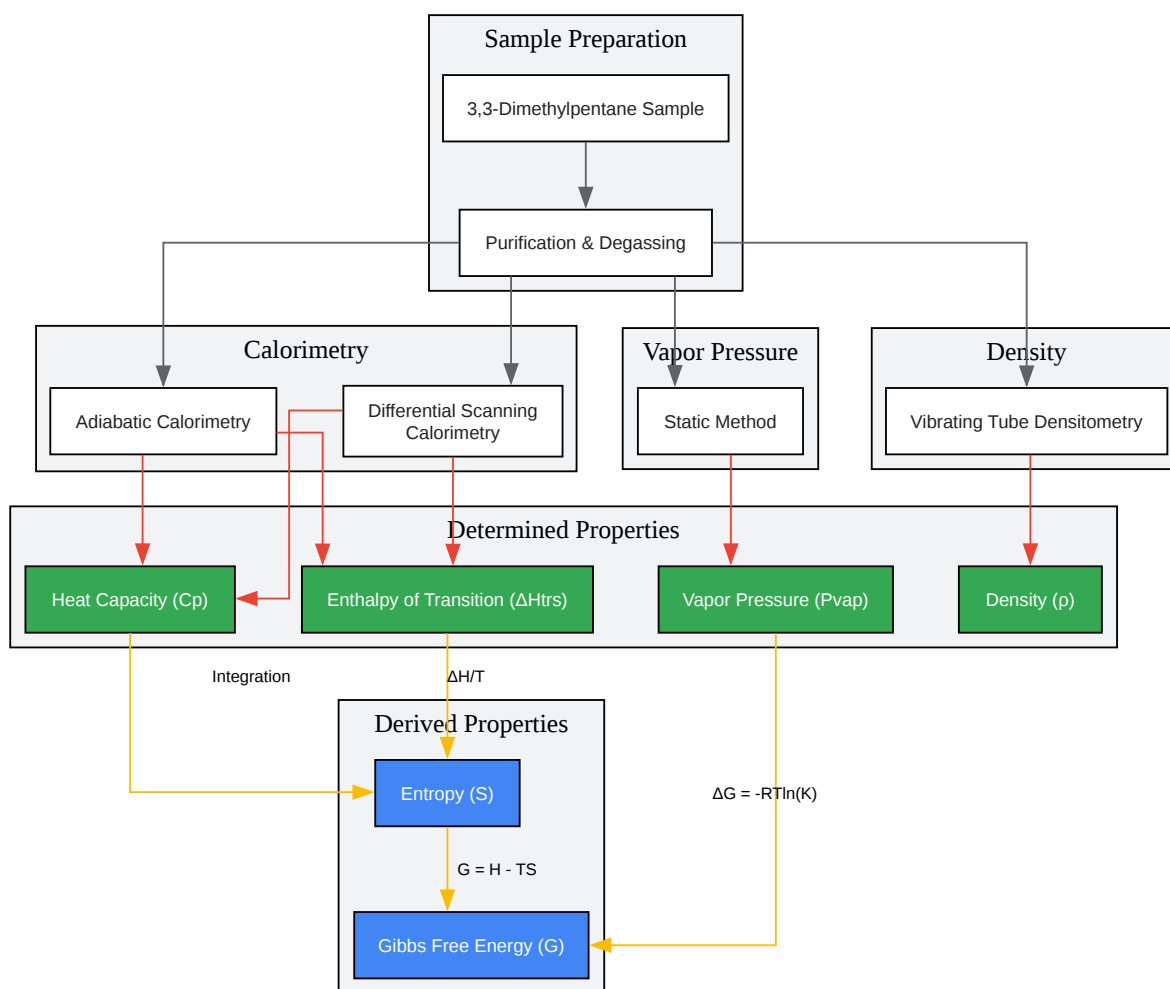 Sample Preparation
3,3-Dimethylpentane Sample
Purification & Degassing
Calorimetry
Vapor Pressure
Density
Adiabatic Calorimetry
Differential Scanning
Calorimetry
Static Method
Vibrating Tube Densitometry
Determined Properties
Heat Capacity (Cp)
Enthalpy of Transition (ΔHtrs)
Vapor Pressure (Pvap)
Density (ρ)
Integration
ΔH/T
Derived Properties
Entropy (S)
ΔG = -RTln(K)
G = H - TS
Gibbs Free Energy (G)